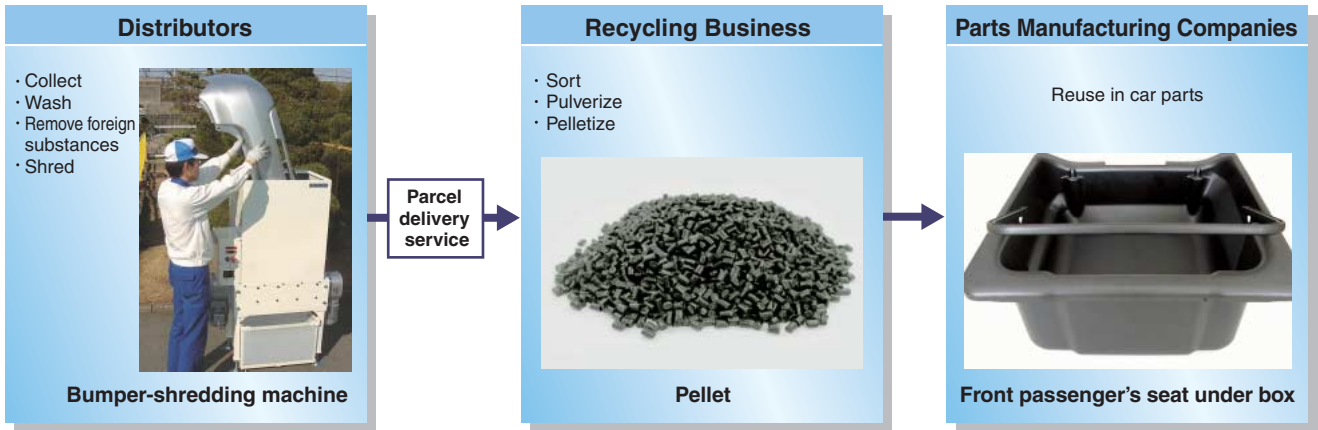 Distributors
· Collect
· Wash
· Remove foreign
substances
· Shred
Bumper-shredding machine
Parcel
delivery
service
Recycling Business
· Sort
· Pulverize
· Pelletize
Pellet
Parts Manufacturing Companies
Reuse in car parts
Front passenger's seat under box